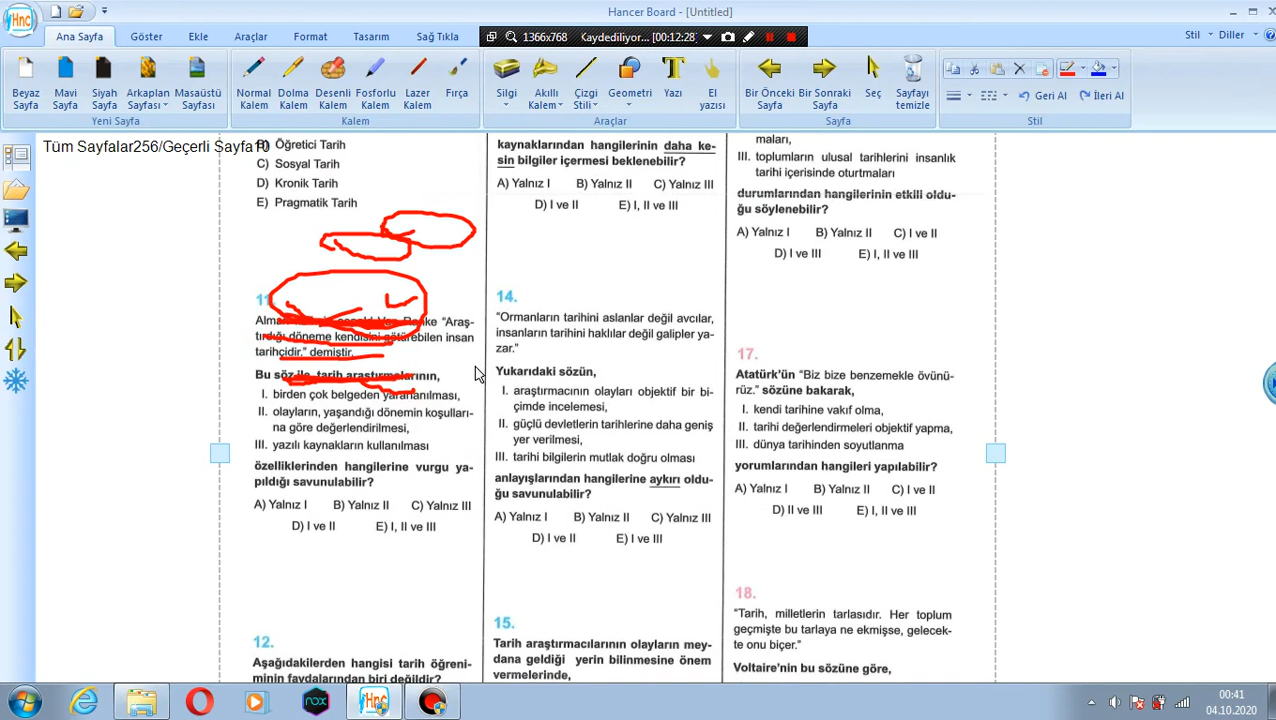 Hancer Board - [Untitled]
Ana Sayfa Göster Ekle Araçlar Format Tasarım Sağ Tıkla
1366x768 Kaydediliyor... [00:12:28]
Stil Diller
Beyaz Sayfa
Mavi Sayfa
Siyah Sayfa
Arkaplan Sayfası
Masaüstü Sayfası
Yeni Sayfa
Normal Kalem
Dolma Kalem
Desenli Kalem
Fosforlu Kalem
Lazer Kalem
Fırça
Kalem
Silgi
Akıllı Kalem
Çizgi Stili
Geometri
Yazı
El yazısı
Araçlar
Bir Önceki Sayfa
Bir Sonraki Sayfa
Seç
Sayfayı temizle
Sayfa
Geri Al
İleri Al
Stil
Tüm Sayfalar256/Geçerli Sayfa10
B) Öğretici Tarih
C) Sosyal Tarih
D) Kronik Tarih
E) Pragmatik Tarih
11.
"Araş-
tırdığı döneme kendisini götürebilen insan
tarihçidir." demiştir.
Bu söz ile, tarih araştırmalarının,
I. birden çok belgeden yararlanılması,
II. olayların, yaşandığı dönemin koşulları-
na göre değerlendirilmesi,
III. yazılı kaynakların kullanılması
özelliklerinden hangilerine vurgu ya-
pıldığı savunulabilir?
A) Yalnız I B) Yalnız II C) Yalnız III
D) I ve II E) I, II ve III
12.
Aşağıdakilerden hangisi tarih öğreni-
minin faydalarından biri değildir?
kaynaklardan hangilerinin daha ke-
sin bilgiler içermesi beklenebilir?
A) Yalnız I B) Yalnız II C) Yalnız III
D) I ve II E) I, II ve III
14.
"Ormanların tarihini aslanlar değil avcılar,
insanların tarihini haklılar değil galipler ya-
zar."
Yukarıdaki sözün,
I. araştırmacının olayları objektif bir bi-
çimde incelemesi,
II. güçlü devletlerin tarihlerine daha geniş
yer verilmesi,
III. tarihi bilgilerin mutlak doğru olması
anlayışlarından hangilerine aykırı oldu-
ğu savunulabilir?
A) Yalnız I B) Yalnız II C) Yalnız III
D) I ve II E) I ve III
15.
Tarih araştırmacılarının olayların mey-
dana geldiği yerin bilinmesine önem
vermelerinde,
maları,
III. toplumların ulusal tarihlerini insanlık
tarihi içerisinde oturtmaları
durumlarından hangilerinin etkili oldu-
ğu söylenebilir?
A) Yalnız I B) Yalnız II C) I ve II
D) I ve III E) I, II ve III
17.
Atatürk'ün "Biz bize benzemekle övünü-
rüz." sözüne bakarak,
I. kendi tarihine vakıf olma,
II. tarihi değerlendirmeleri objektif yapma,
III. dünya tarihinden soyutlanma
yorumlarından hangileri yapılabilir?
A) Yalnız I B) Yalnız II C) I ve II
D) II ve III E) I, II ve III
18.
"Tarih, milletlerin tarlasıdır. Her toplum
geçmişte bu tarlaya ne ekmişse, gelecek-
te onu biçer."
Voltaire'nin bu sözüne göre,
00:41
04.10.2020